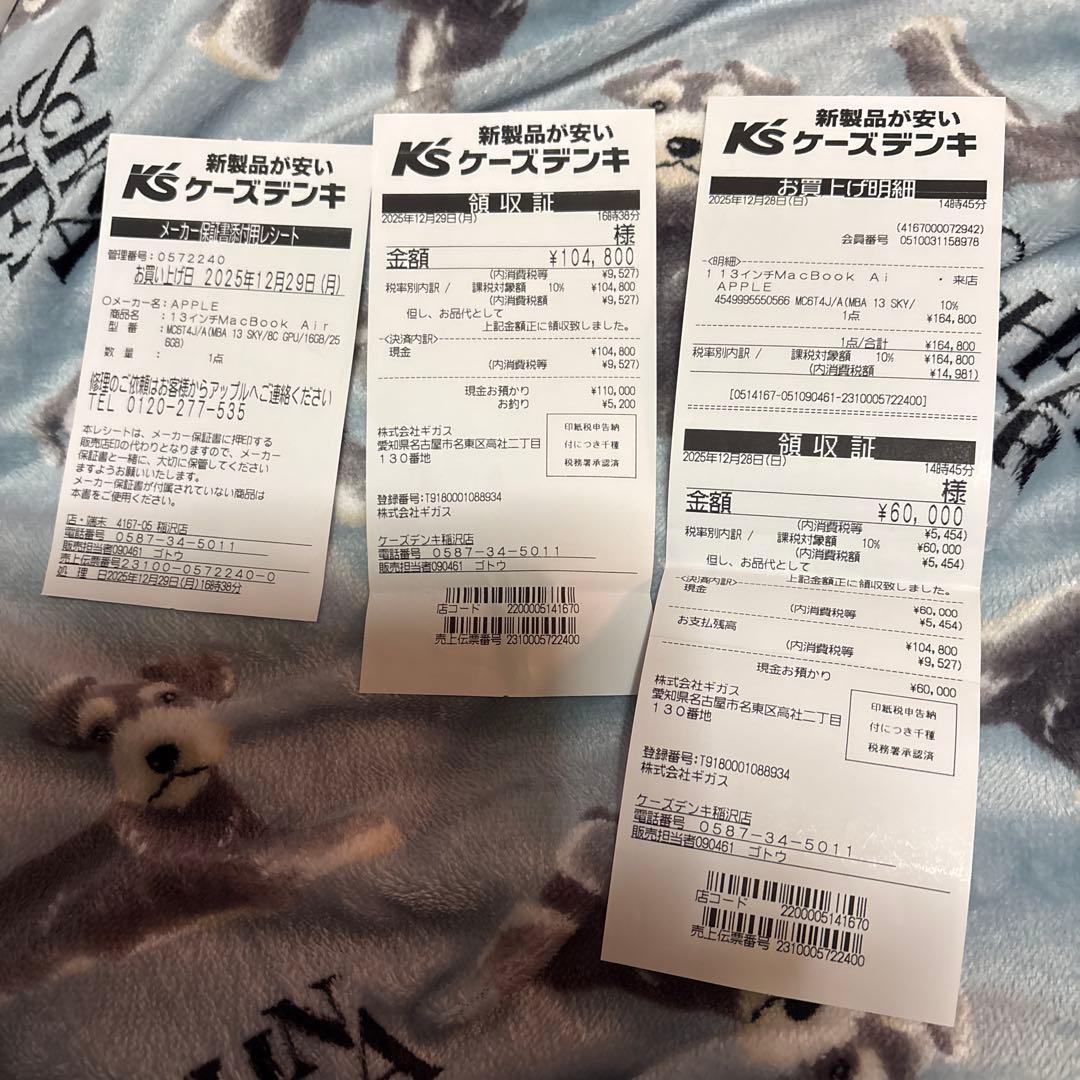 新製品が安い
K's ケーズデンキ
メーカー保証書添付用レシート
管理番号:0572240
お買い上げ日 2025年12月29日(月)
○メーカー名:APPLE
商品名 :13インチMacBook Air
型 番 :MC6T4J/A(MBA 13 SKY/8C GPU/16GB/25
6GB)
数 量 : 1点
修理のご依頼はお客様からアップルへご連絡ください
TEL 0120-277-535
本レシートは、メーカー保証書に押印する
販売店印の代わりとなりますので、メーカー
保証書と一緒に、大切に保管してください
ますようお願いいたします。
メーカー保証書が付属されていない商品は
本書をご使用ください。
店・端末 4167-05 稲沢店
電話番号 0587-34-5011
販売担当者090461 ゴトウ
売上伝票番号23100-0572240-0
処 理 日2025年12月29日(月)16時38分
新製品が安い
K's ケーズデンキ
領収証
2025年12月29日(月) 16時38分
様
金額 ¥104,800
(内消費税等 ¥9,527)
税率別内訳/ 課税対象額 10% ¥104,800
(内消費税額 ¥9,527)
但し、お品代として
上記金額正に領収致しました。
<決済内訳>
現金 ¥104,800
(内消費税等 ¥9,527)
現金お預かり ¥110,000
お釣り ¥5,200
株式会社ギガス
愛知県名古屋市名東区高社二丁目
130番地
印紙税申告納
付につき千種
税務署承認済
登録番号:T9180001088934
株式会社ギガス
ケーズデンキ稲沢店
電話番号 0587-34-5011
販売担当者090461 ゴトウ
店コード 2200005141670
売上伝票番号 2310005722400
新製品が安い
K's ケーズデンキ
お買上げ明細
2025年12月28日(日) 14時45分
(4167000072942)
会員番号 0510031158978
<明細>
1 13インチMacBook Ai ・来店
APPLE
4549995550566 MC6T4J/A(MBA 13 SKY/ 10%
1点 ¥164,800
1点/合計 ¥164,800
税率別内訳/ 課税対象額 10% ¥164,800
(内消費税額 ¥14,981)
[0514167-051090461-2310005722400]
領収証
2025年12月28日(日) 14時45分
様
金額 ¥60,000
(内消費税等 ¥5,454)
税率別内訳/ 課税対象額 10% ¥60,000
(内消費税額 ¥5,454)
但し、お品代として
上記金額正に領収致しました。
<決済内訳>
現金 ¥60,000
(内消費税等 ¥5,454)
お支払残高 ¥104,800
(内消費税等 ¥9,527)
現金お預かり ¥60,000
株式会社ギガス
愛知県名古屋市名東区高社二丁目
130番地
印紙税申告納
付につき千種
税務署承認済
登録番号:T9180001088934
株式会社ギガス
ケーズデンキ稲沢店
電話番号 0587-34-5011
販売担当者090461 ゴトウ
店コード 2200005141670
売上伝票番号 2310005722400